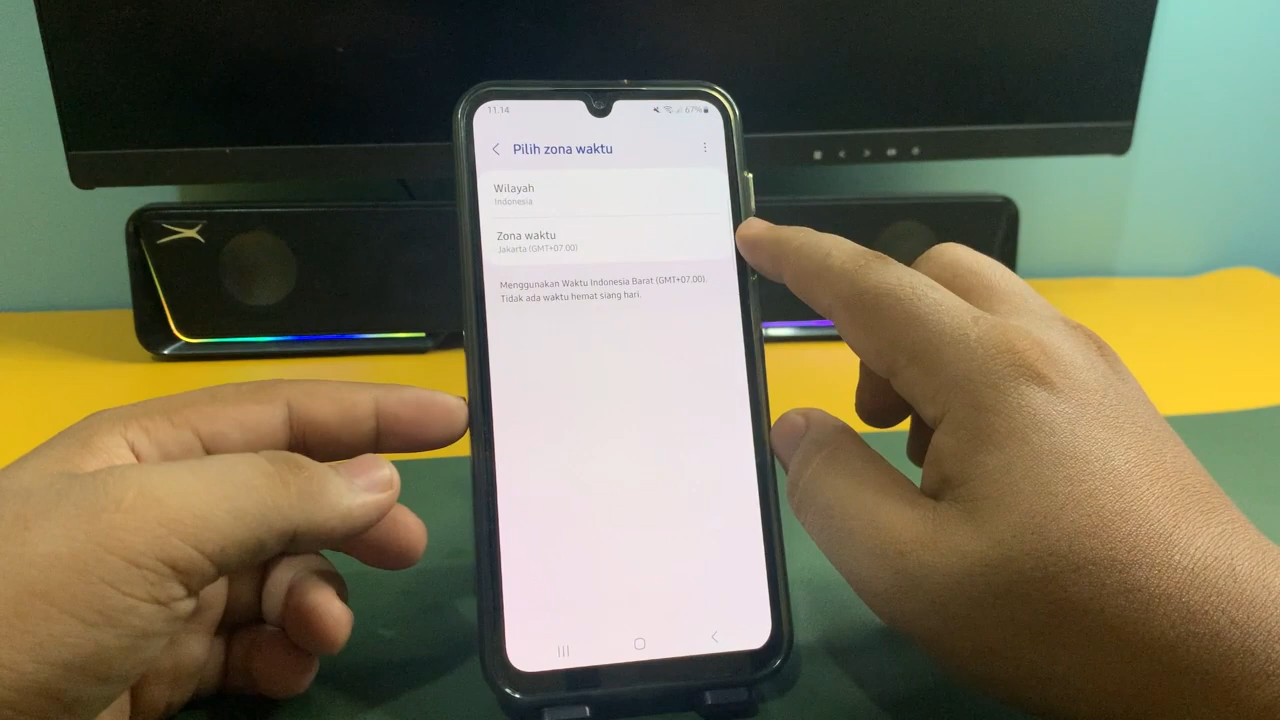 11.14
67%
Pilih zona waktu
Wilayah
Indonesia
Zona waktu
Jakarta (GMT+07.00)
Menggunakan Waktu Indonesia Barat (GMT+07.00).
Tidak ada waktu hemat siang hari.